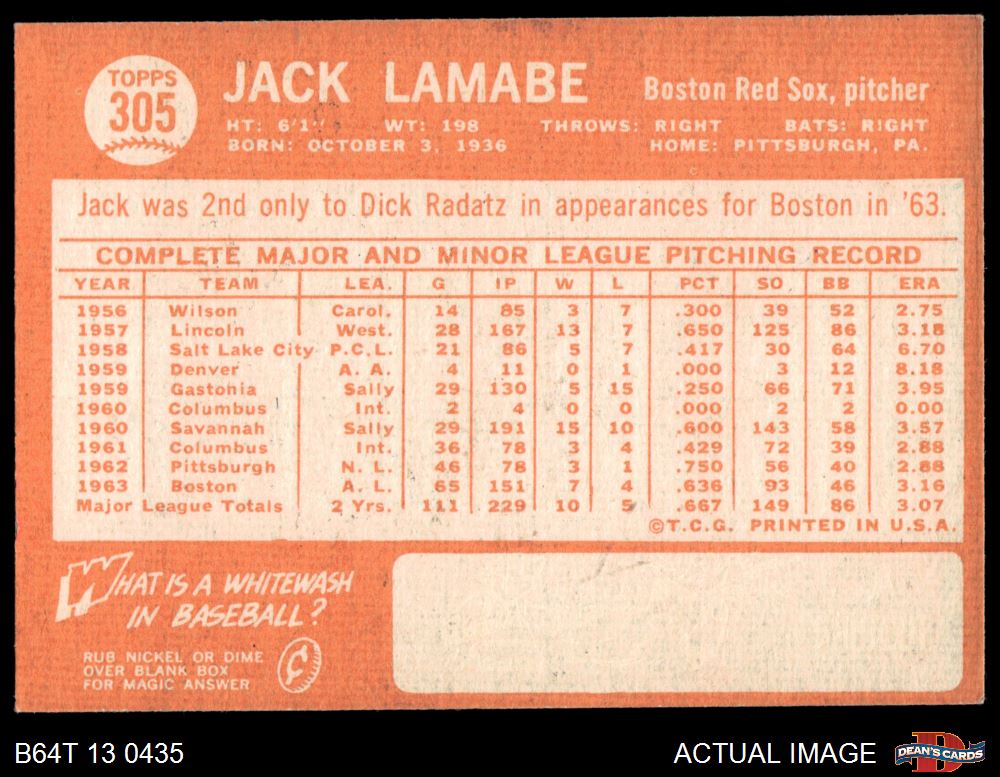 TOPPS
305
JACK LAMABE
Boston Red Sox, pitcher
HT: 6'1" WT: 198 THROWS: RIGHT BATS: RIGHT
BORN: OCTOBER 3, 1936 HOME: PITTSBURGH, PA.
Jack was 2nd only to Dick Radatz in appearances for Boston in '63.
COMPLETE MAJOR AND MINOR LEAGUE PITCHING RECORD
YEAR TEAM LEA. G IP W L PCT SO BB ERA
1956 Wilson Carol. 14 85 3 7 .300 39 52 2.75
1957 Lincoln West. 28 167 13 7 .650 125 86 3.18
1958 Salt Lake City P.C.L. 21 86 5 7 .417 30 64 6.70
1959 Denver A. A. 4 11 0 1 .000 3 12 8.18
1959 Gastonia Sally 29 130 5 15 .250 66 71 3.95
1960 Columbus Int. 2 4 0 0 .000 2 2 0.00
1960 Savannah Sally 29 191 15 10 .600 143 58 3.57
1961 Columbus Int. 36 78 3 4 .429 72 39 2.88
1962 Pittsburgh N. L. 46 78 3 1 .750 56 40 2.88
1963 Boston A. L. 65 151 7 4 .636 93 46 3.16
Major League Totals 2 Yrs. 111 229 10 5 .667 149 86 3.07
©T.C.G. PRINTED IN U.S.A.
WHAT IS A WHITEWASH
IN BASEBALL?
RUB NICKEL OR DIME
OVER BLANK BOX
FOR MAGIC ANSWER
¢
B64T 13 0435 ACTUAL IMAGE
DEAN'S CARDS